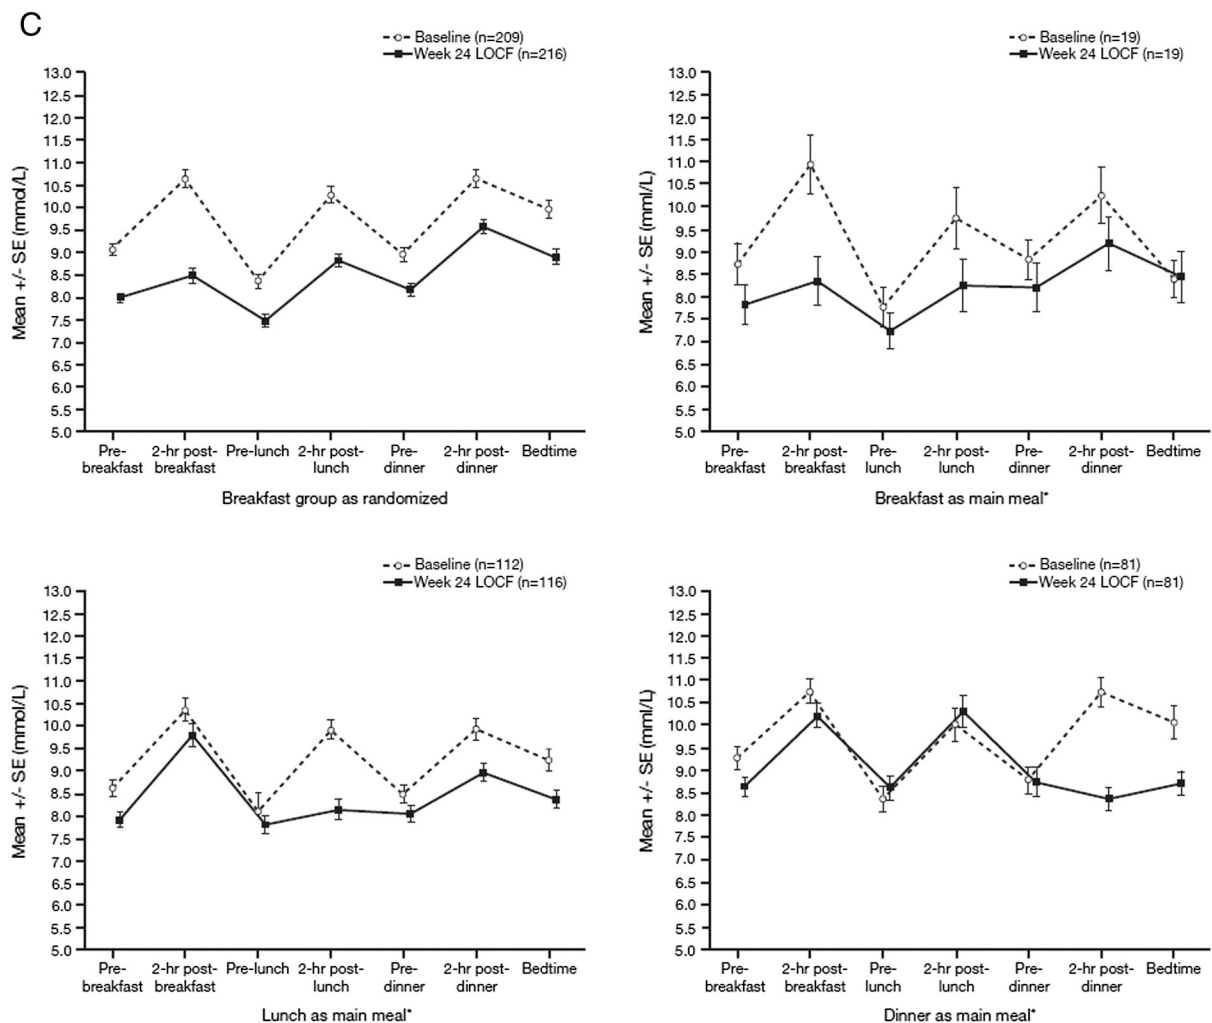 C
Baseline (n=209)
Week 24 LOCF (n=216)
Mean +/- SE (mmol/L)
13.0
12.5
12.0
11.5
11.0
10.5
10.0
9.5
9.0
8.5
8.0
7.5
7.0
6.5
6.0
5.5
5.0
Pre-
breakfast
2-hr post-
breakfast
Pre-lunch
2-hr post-
lunch
Pre-
dinner
2-hr post-
dinner
Bedtime
Breakfast group as randomized
Baseline (n=19)
Week 24 LOCF (n=19)
Mean +/- SE (mml/L)
13.0
12.5
12.0
11.5
11.0
10.5
10.0
9.5
9.0
8.5
8.0
7.5
7.0
6.5
6.0
5.5
5.0
Pre-
breakfast
2-hr post-
breakfast
Pre-
lunch
2-hr post-
lunch
Pre-
dinner
2-hr post-
dinner
Bedtime
Breakfast as main meal*
Baseline (n=112)
Week 24 LOCF (n=116)
Mean +/- SE (mmol/L)
13.0
12.5
12.0
11.5
11.0
10.5
10.0
9.5
9.0
8.5
8.0
7.5
7.0
6.5
6.0
5.5
5.0
Pre-
breakfast
2-hr post-
breakfast
Pre-lunch
2-hr post-
lunch
Pre-
dinner
2-hr post-
dinner
Bedtime
Lunch as main meal*
Baseline (n=81)
Week 24 LOCF (n=81)
Mean +/- SE (mml/L)
13.0
12.5
12.0
11.5
11.0
10.5
10.0
9.5
9.0
8.5
8.0
7.5
7.0
6.5
6.0
5.5
5.0
Pre-
breakfast
2-hr post-
breakfast
Pre-
lunch
2-hr post-
lunch
Pre-
dinner
2-hr post-
dinner
Bedtime
Dinner as main meal*